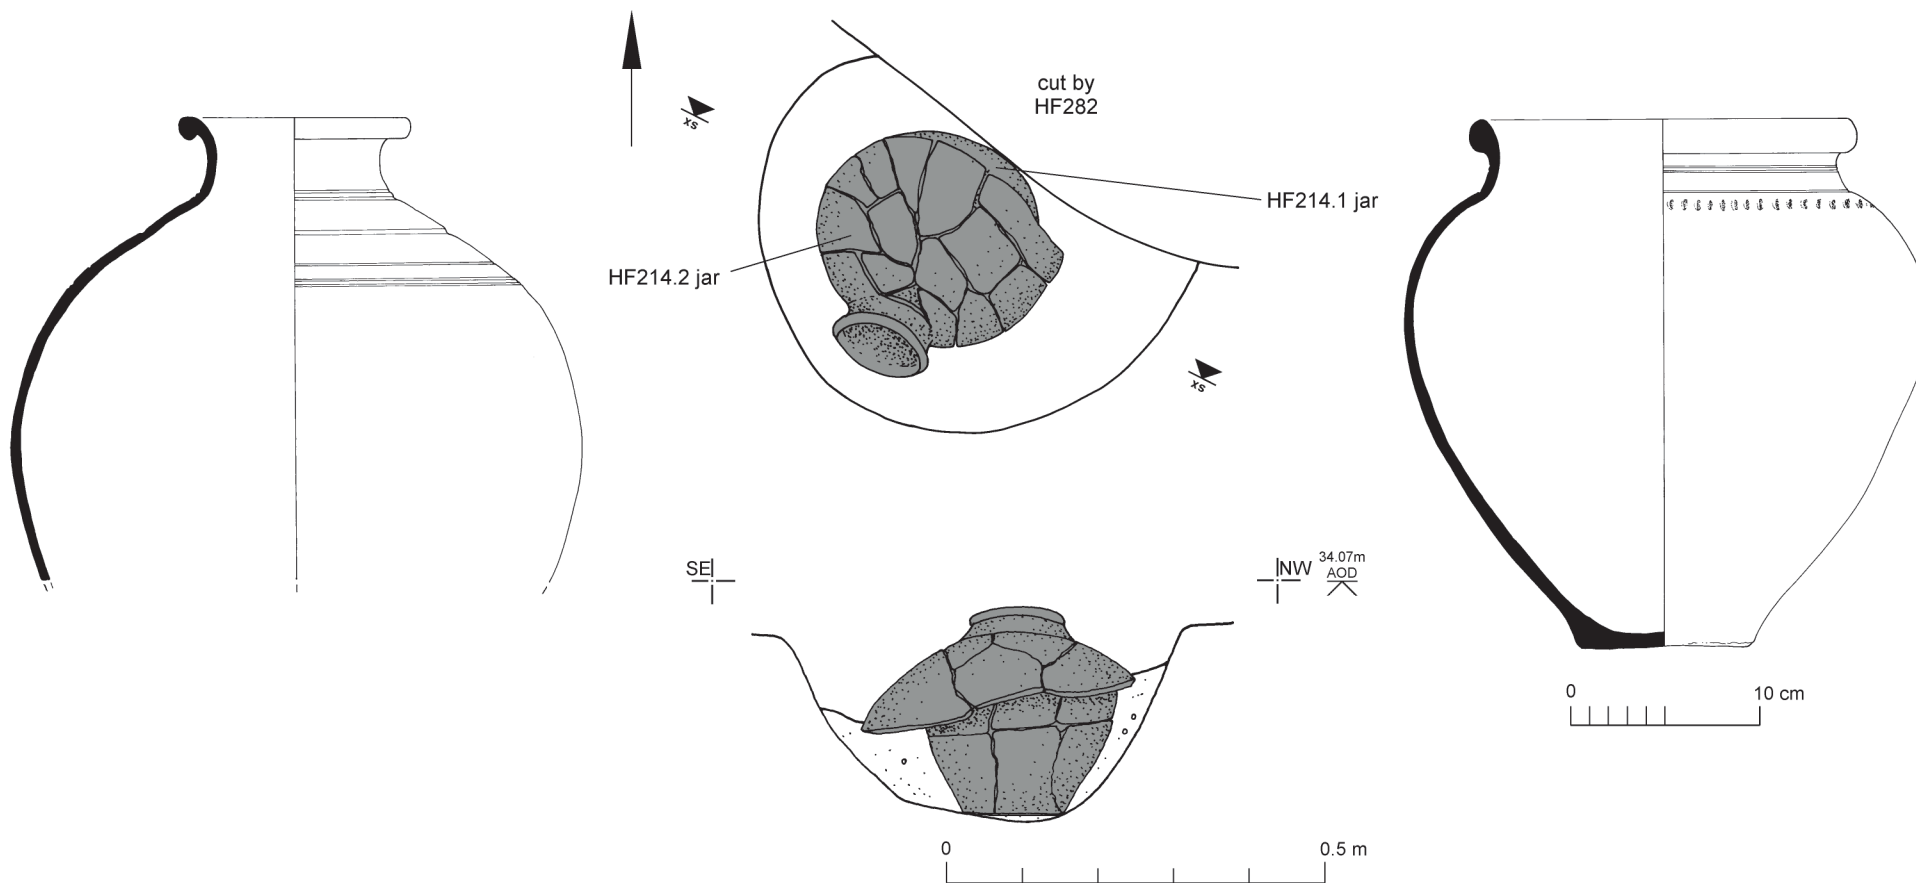 cut by
HF282
xs
HF214.1 jar
HF214.2 jar
xs
SE
NW
34.07m
AOD
0
10 cm
0
0.5 m